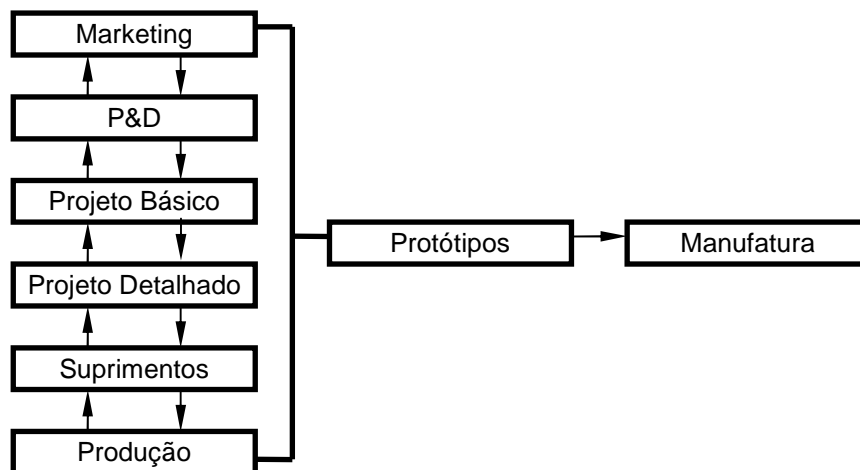 Marketing
P&D
Projeto Básico
Projeto Detalhado
Suprimentos
Produção
Protótipos
Manufatura